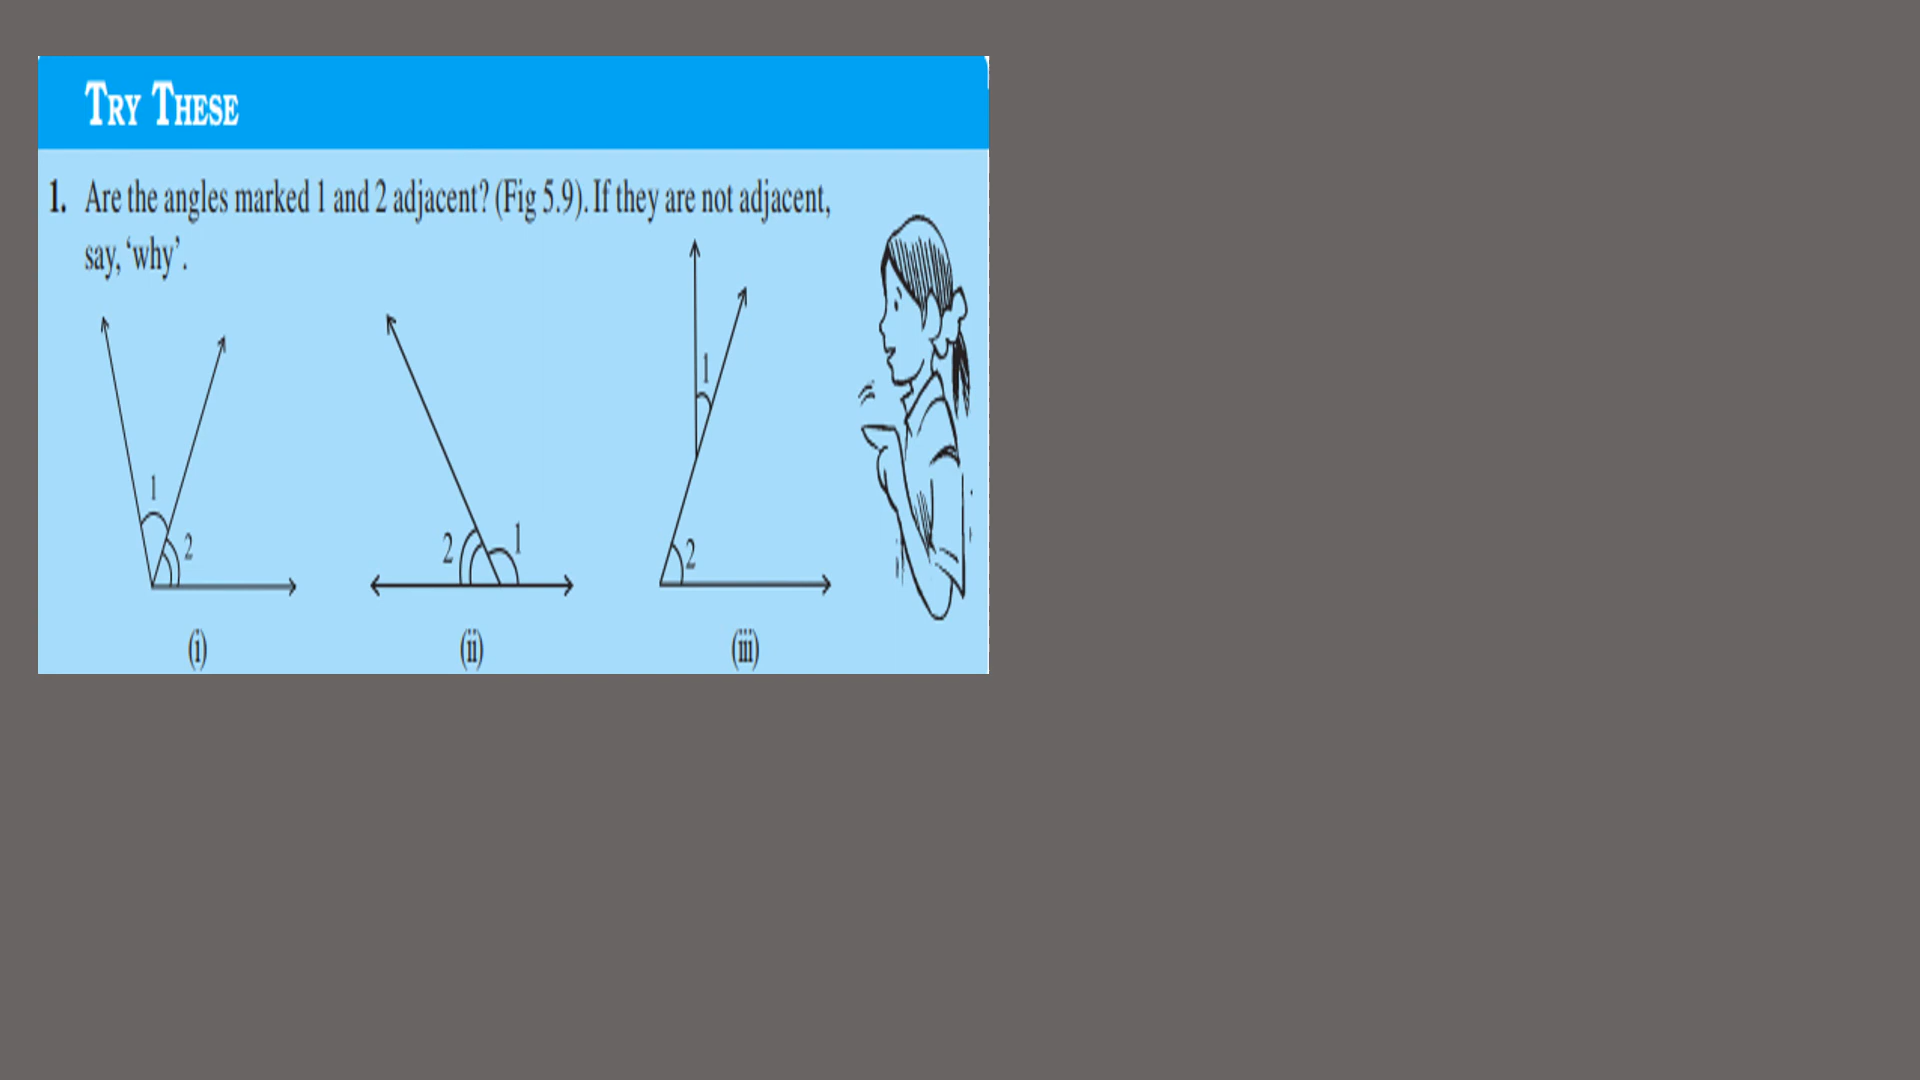 TRY THESE
1. Are the angles marked 1 and 2 adjacent? (Fig 5.9). If they are not adjacent,
say, ‘why’.
1
2
2
1
1
2
(i)
(ii)
(iii)